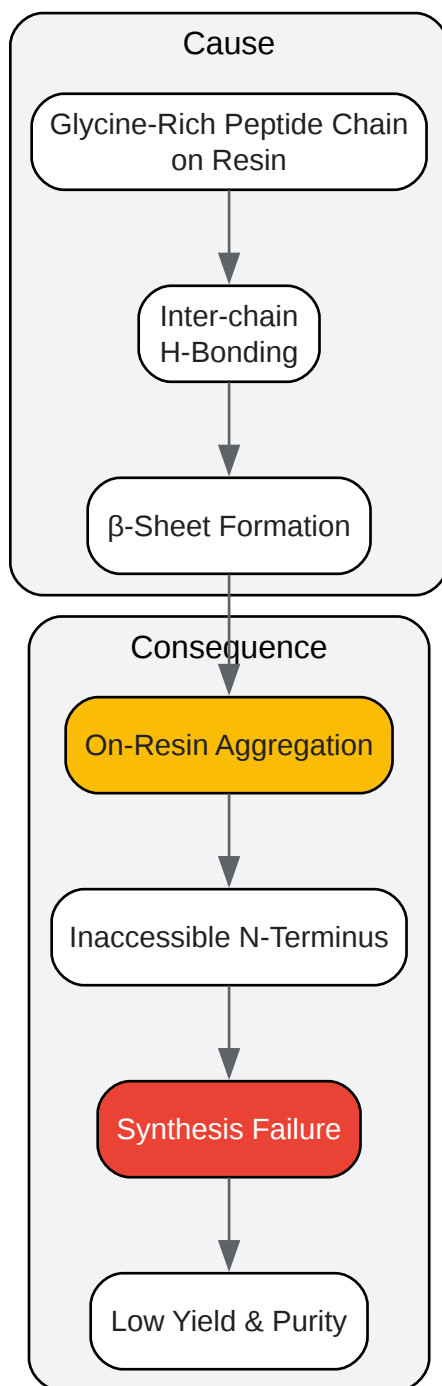 Cause
Glycine-Rich Peptide Chain
on Resin
Inter-chain
H-Bonding
β-Sheet Formation
Consequence
On-Resin Aggregation
Inaccessible N-Terminus
Synthesis Failure
Low Yield & Purity